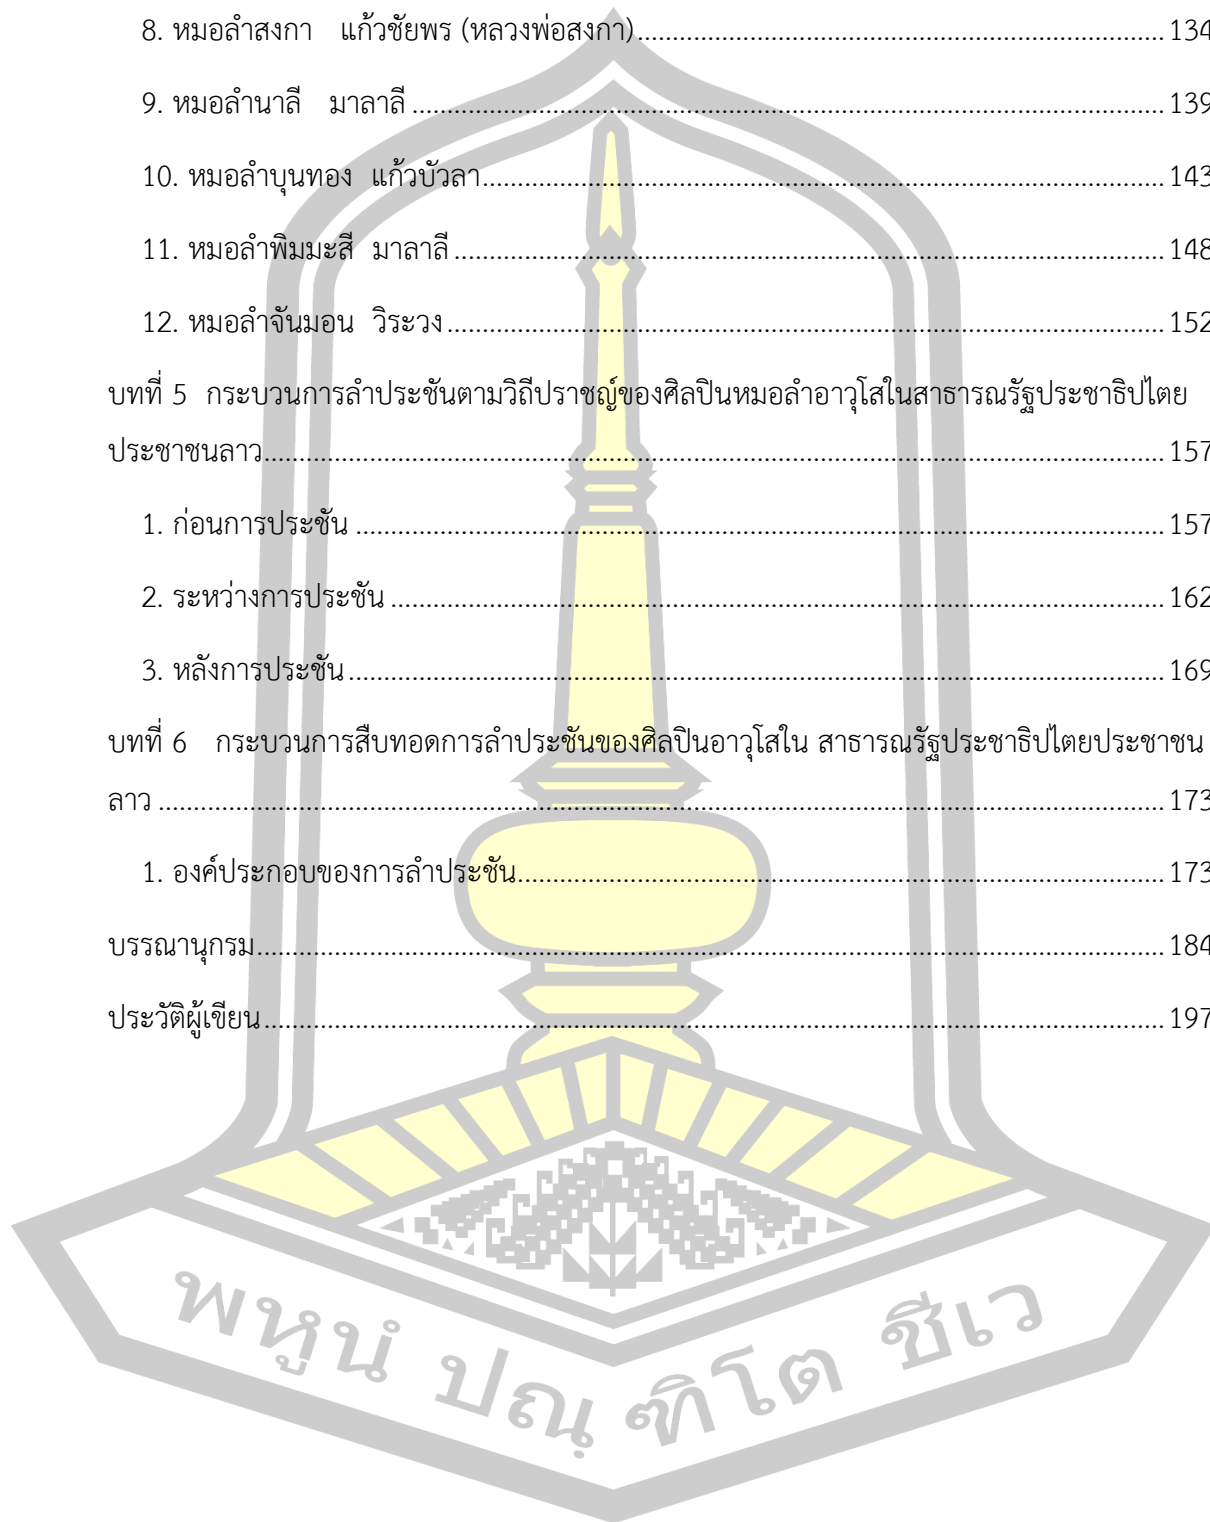 8. หมอลำสงกา แก้วชัยพร (หลวงพ่อสงกา)........................................ 134
9. หมอลำนาลี มาลาลี ........................................ 139
10. หมอลำบุนทอง แก้วบัวลา........................................ 143
11. หมอลำพิมมะสี มาลาลี ........................................ 148
12. หมอลำจันมอน วิระวง ........................................ 152
บทที่ 5 กระบวนการลำประชันตามวิถีปราชญ์ของศิลปินหมอลำอาวุโสในสาธารณรัฐประชาธิปไตย
ประชาชนลาว........................................ 157
1. ก่อนการประชัน ........................................ 157
2. ระหว่างการประชัน ........................................ 162
3. หลังการประชัน ........................................ 169
บทที่ 6 กระบวนการสืบทอดการลำประชันของศิลปินอาวุโสใน สาธารณรัฐประชาธิปไตยประชาชน
ลาว ........................................ 173
1. องค์ประกอบของการลำประชัน........................................ 173
บรรณานุกรม........................................ 184
ประวัติผู้เขียน ........................................ 197
พหูนํ ปณฺฑิโต ชีเว